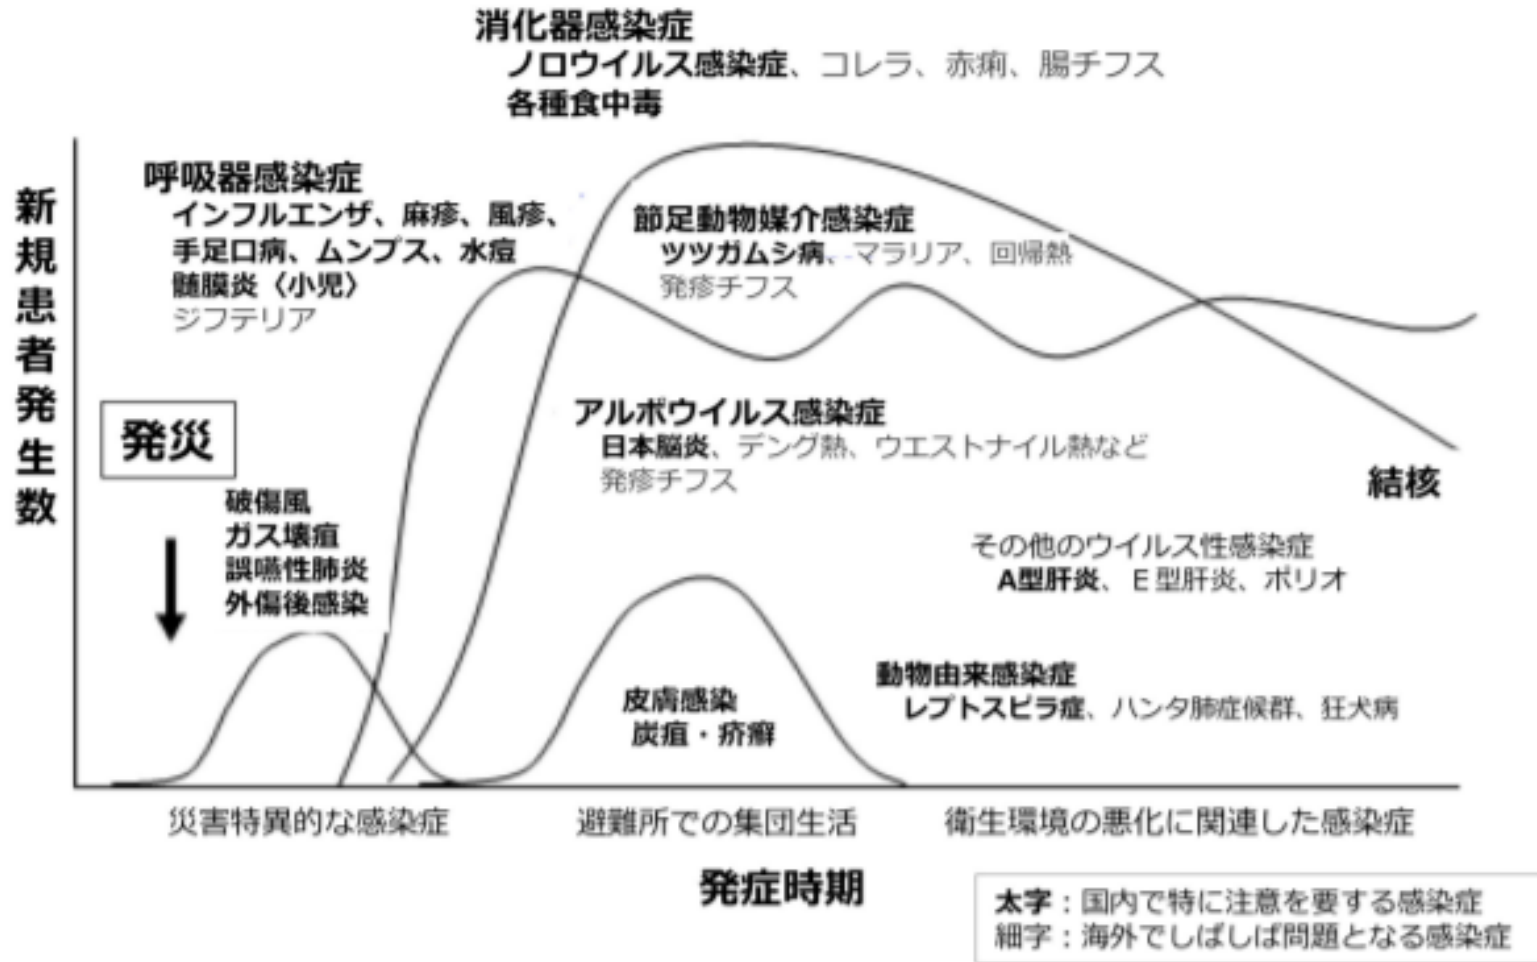 消化器感染症
ノロウイルス感染症、コレラ、赤痢、腸チフス
各種食中毒
呼吸器感染症
インフルエンザ、麻疹、風疹、
手足口病、ムンプス、水痘
髄膜炎〈小児〉
ジフテリア
節足動物媒介感染症
ツツガムシ病、マラリア、回帰熱
発疹チフス
新規患者発生数
発災
アルボウイルス感染症
日本脳炎、デング熱、ウエストナイル熱など
発疹チフス
結核
破傷風
ガス壊疽
誤嚥性肺炎
外傷後感染
その他のウイルス性感染症
A型肝炎、E型肝炎、ポリオ
皮膚感染
炭疽・疥癬
動物由来感染症
レプトスピラ症、ハンタ肺症候群、狂犬病
災害特異的な感染症
避難所での集団生活
衛生環境の悪化に関連した感染症
発症時期
太字：国内で特に注意を要する感染症
細字：海外でしばしば問題となる感染症